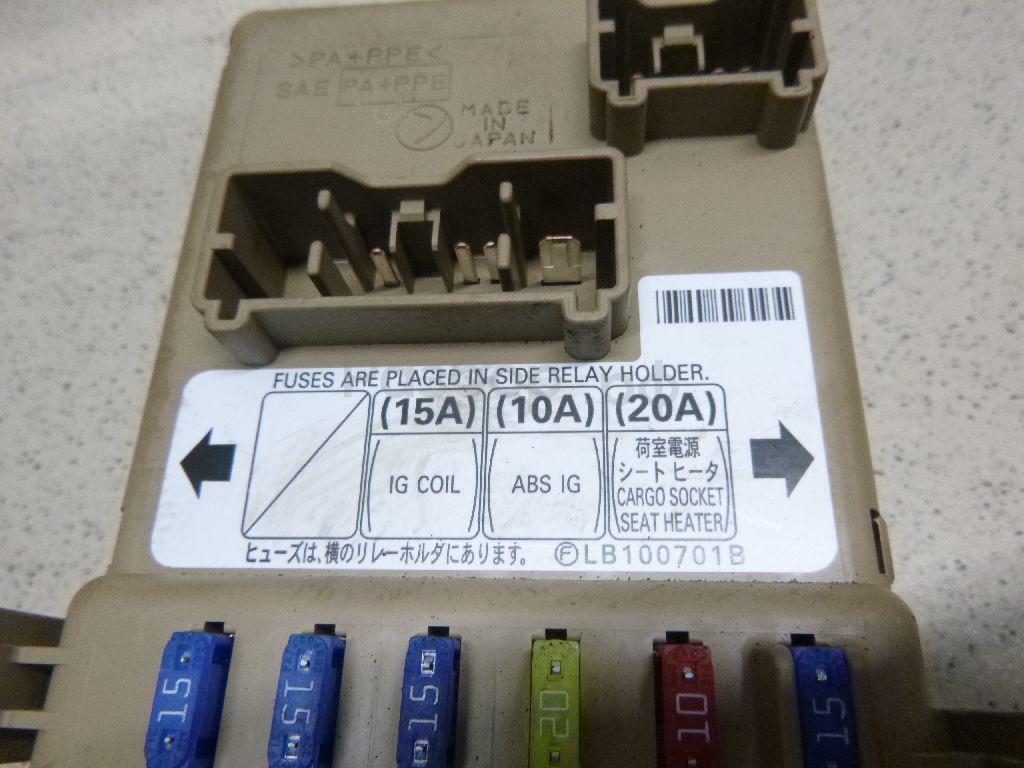 >PA+PPE<
SAE PA+PPE
MADE
IN
JAPAN
FUSES ARE PLACED IN SIDE RELAY HOLDER.
(15A) (10A) (20A)
IG COIL
ABS IG
荷室電源
シート ヒータ
CARGO SOCKET
SEAT HEATER
ヒューズは、横のリレーホルダにあります。 Ⓕ LB100701B
15 15 15 20 10 15